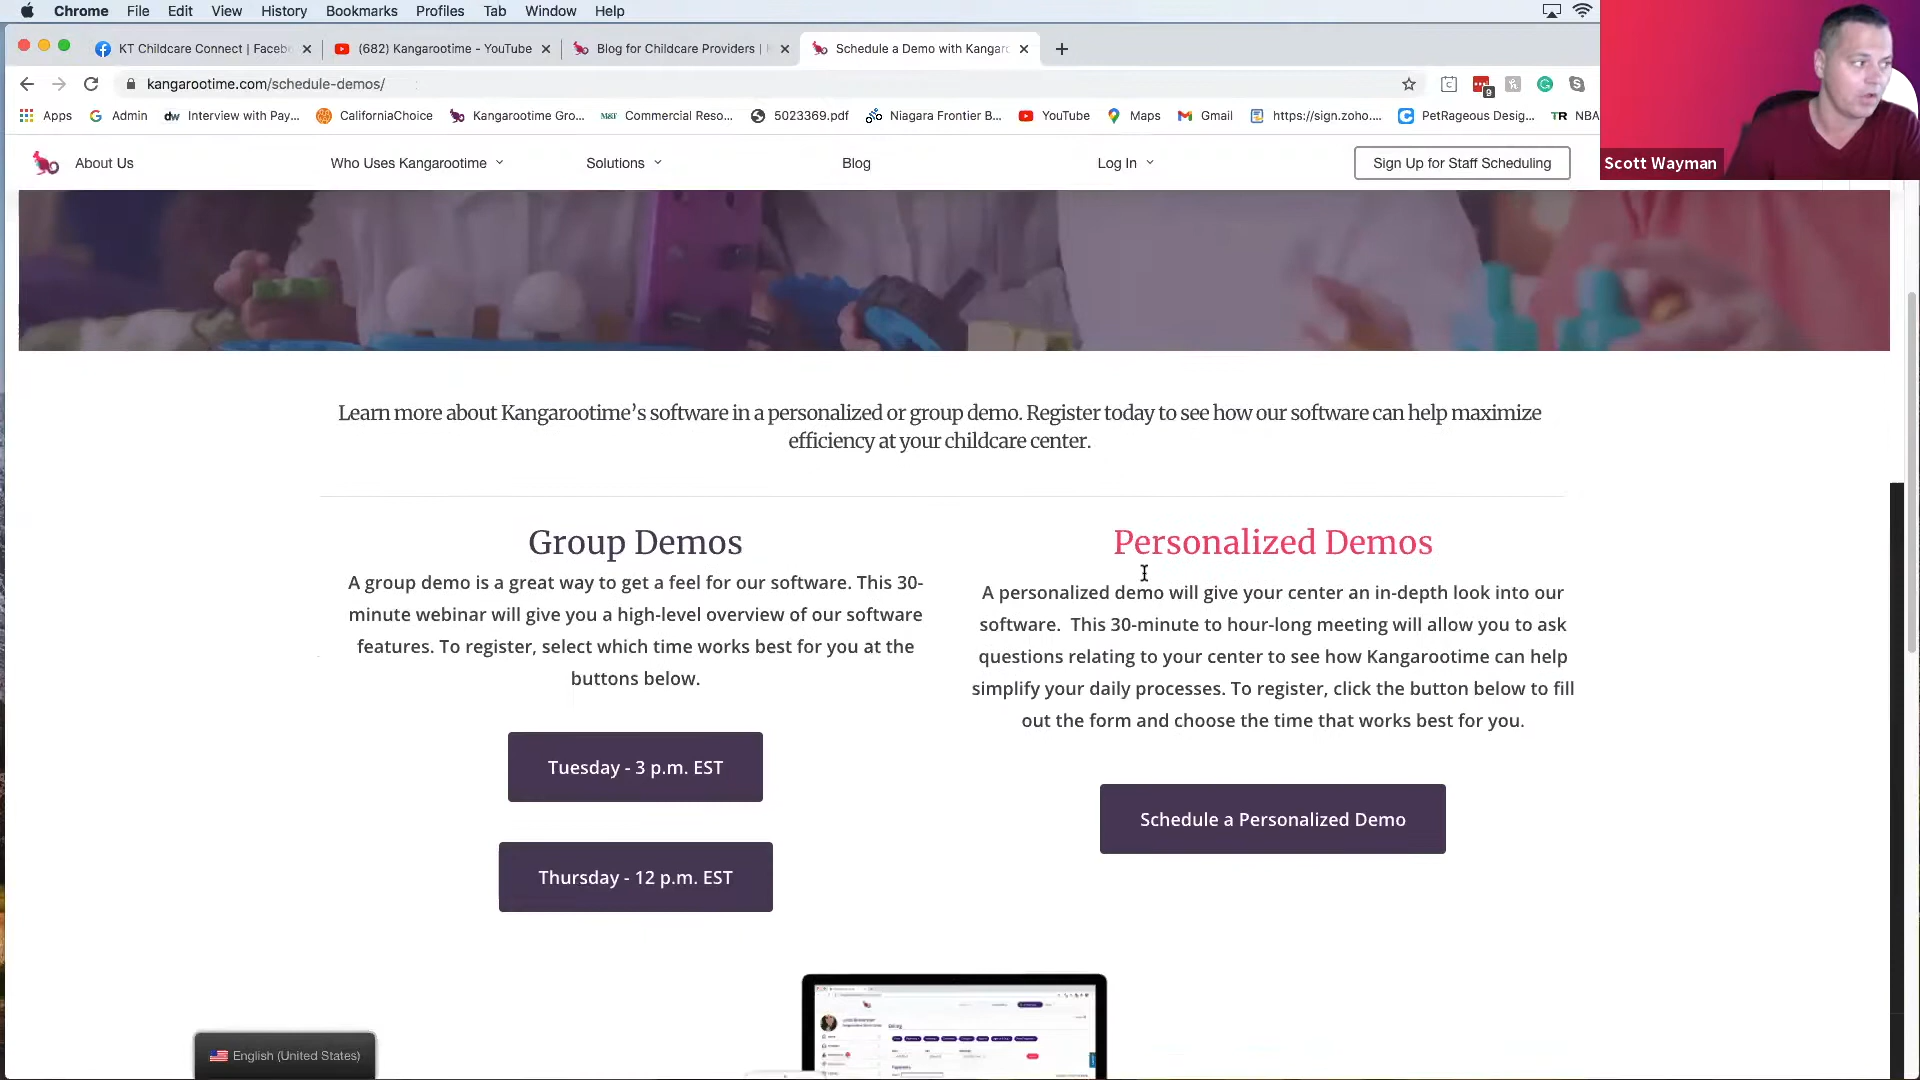 Chrome File Edit View History Bookmarks Profiles Tab Window Help
KT Childcare Connect | Faceb
(682) Kangarootime - YouTube
Blog for Childcare Providers |
Schedule a Demo with Kangaro
kangarootime.com/schedule-demos/
9
Apps
Admin
dw Interview with Pay...
CaliforniaChoice
Kangarootime Gro...
M&T Commercial Reso...
5023369.pdf
Niagara Frontier B...
YouTube
Maps
Gmail
https://sign.zoho....
PetRageous Desig...
TR NBA
Scott Wayman
About Us
Who Uses Kangarootime
Solutions
Blog
Log In
Sign Up for Staff Scheduling
Learn more about Kangarootime’s software in a personalized or group demo. Register today to see how our software can help maximize
efficiency at your childcare center.
Group Demos
A group demo is a great way to get a feel for our software. This 30-
minute webinar will give you a high-level overview of our software
features. To register, select which time works best for you at the
buttons below.
Tuesday - 3 p.m. EST
Thursday - 12 p.m. EST
Personalized Demos
A personalized demo will give your center an in-depth look into our
software. This 30-minute to hour-long meeting will allow you to ask
questions relating to your center to see how Kangarootime can help
simplify your daily processes. To register, click the button below to fill
out the form and choose the time that works best for you.
Schedule a Personalized Demo
English (United States)